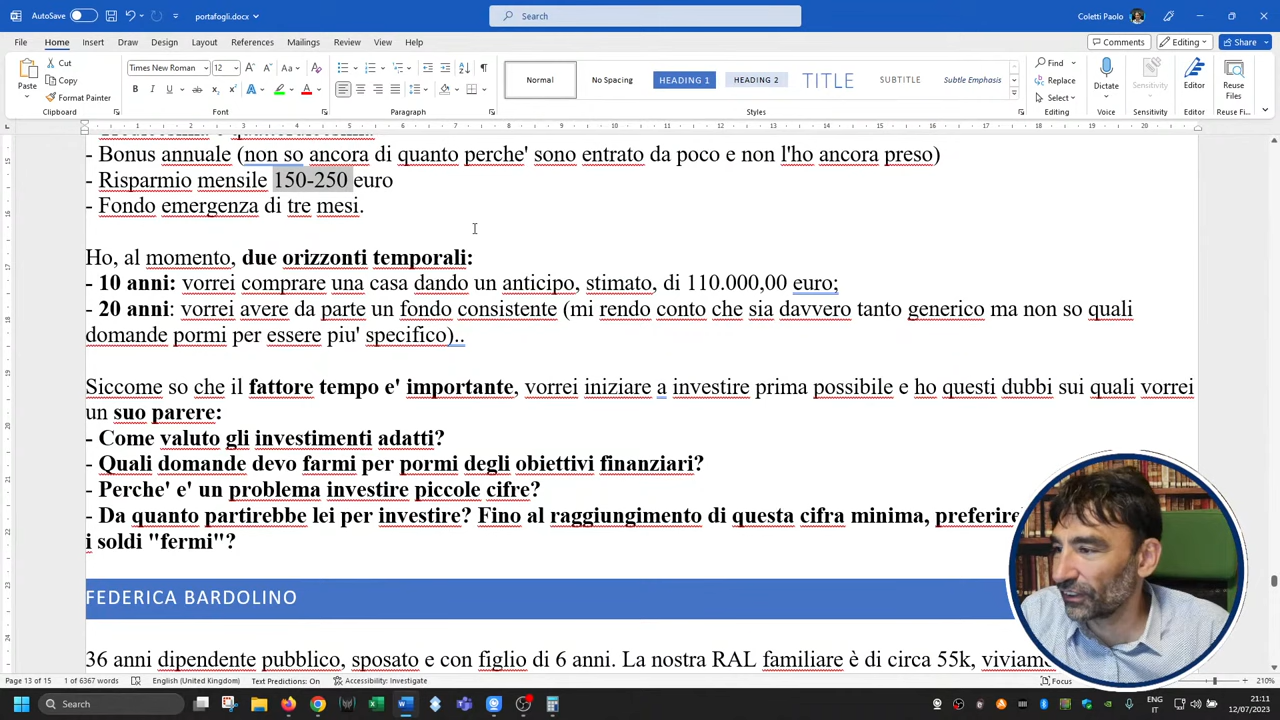 AutoSave
Off
portafogli.docx
Search
Coletti Paolo
File
Home
Insert
Draw
Design
Layout
References
Mailings
Review
View
Help
Comments
Editing
Share
Paste
Cut
Copy
Format Painter
Clipboard
Times New Roman
12
Font
Paragraph
Normal
No Spacing
HEADING 1
HEADING 2
TITLE
SUBTITLE
Subtle Emphasis
Styles
Find
Replace
Select
Editing
Dictate
Voice
Sensitivity
Sensitivity
Editor
Editor
Reuse
Files
- Bonus annuale (non so ancora di quanto perche' sono entrato da poco e non l'ho ancora preso)
- Risparmio mensile 150-250 euro
- Fondo emergenza di tre mesi.
Ho, al momento, due orizzonti temporali:
- 10 anni: vorrei comprare una casa dando un anticipo, stimato, di 110.000,00 euro;
- 20 anni: vorrei avere da parte un fondo consistente (mi rendo conto che sia davvero tanto generico ma non so quali
domande pormi per essere piu' specifico)..
Siccome so che il fattore tempo e' importante, vorrei iniziare a investire prima possibile e ho questi dubbi sui quali vorrei
un suo parere:
- Come valuto gli investimenti adatti?
- Quali domande devo farmi per pormi degli obiettivi finanziari?
- Perche' e' un problema investire piccole cifre?
- Da quanto partirebbe lei per investire? Fino al raggiungimento di questa cifra minima,
i soldi "fermi"?
FEDERICA BARDOLINO
36 anni dipendente pubblico, sposato e con figlio di 6 anni. La nostra RAL familiare è di circa 55k,
Page 13 of 15
1 of 6367 words
English (United Kingdom)
Text Predictions: On
Accessibility: Investigate
Focus
210%
Search
ENG
IT
21:11
12/07/2023